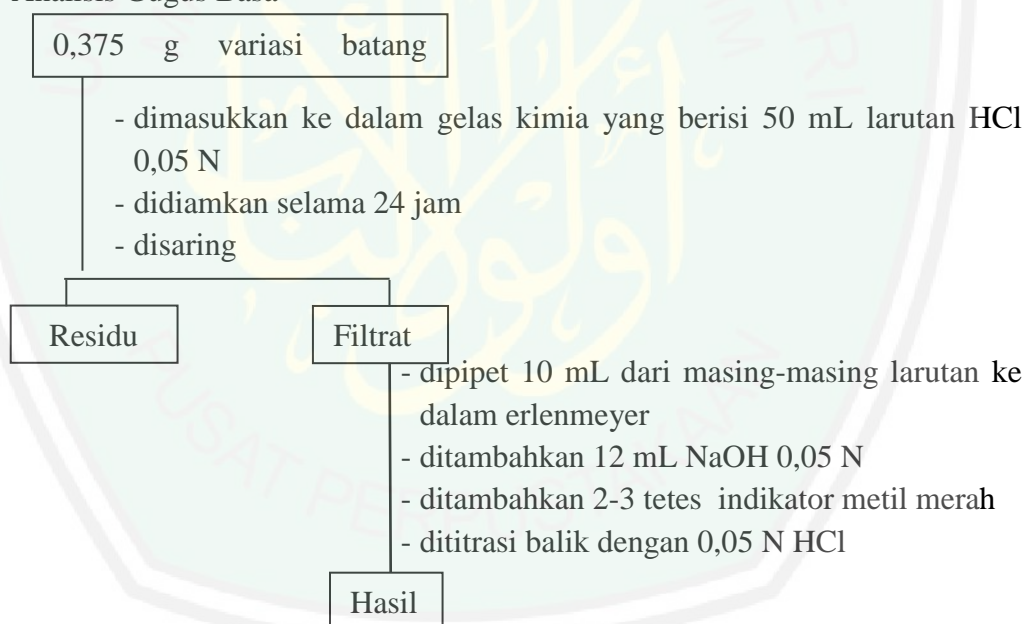 Analisis Gugus Basa
0,375 g variasi batang
- dimasukkan ke dalam gelas kimia yang berisi 50 mL larutan HCl
0,05 N
- didiamkan selama 24 jam
- disaring
Residu
Filtrat
- dipipet 10 mL dari masing-masing larutan ke
dalam erlenmeyer
- ditambahkan 12 mL NaOH 0,05 N
- ditambahkan 2-3 tetes indikator metil merah
- dititrasi balik dengan 0,05 N HCl
Hasil
PUSAT PERPUSTAKAAN